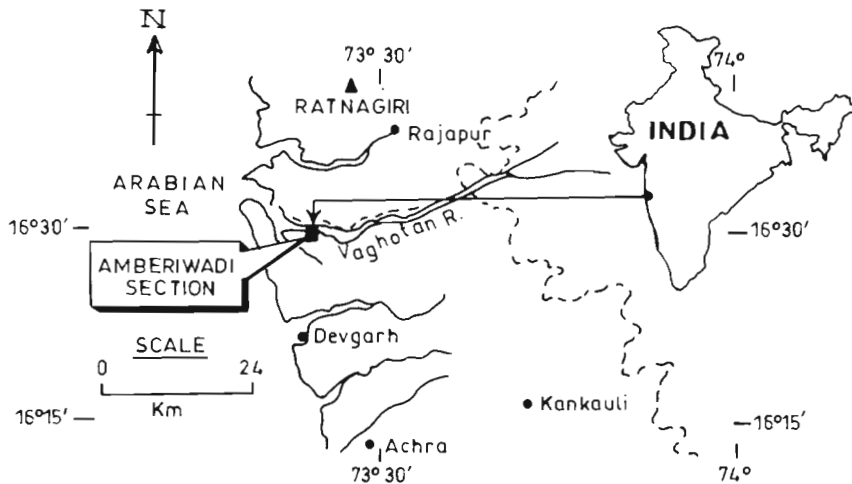 N
73° 30'
74°
RATNAGIRI
Rajapur
INDIA
ARABIAN
SEA
16°30'
16°30'
Vaghotan R.
AMBERIWADI
SECTION
SCALE
0 24
Km
Devgarh
Kankauli
16°15'
16°15'
Achra
73° 30'
74°